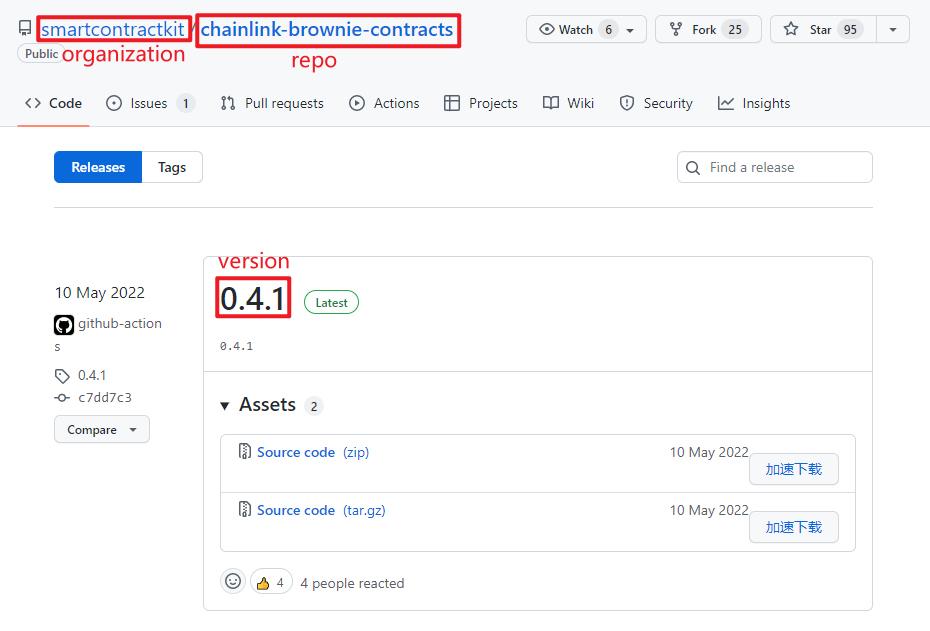 smartcontractkit / chainlink-brownie-contracts
Watch 6
Fork 25
Star 95
Public organization
repo
Code
Issues 1
Pull requests
Actions
Projects
Wiki
Security
Insights
Releases
Tags
Find a release
version
10 May 2022
0.4.1 Latest
github-action
s
0.4.1
0.4.1
c7dd7c3
Compare
Assets 2
Source code (zip) 10 May 2022
加速下载
Source code (tar.gz) 10 May 2022
加速下载
4 4 people reacted